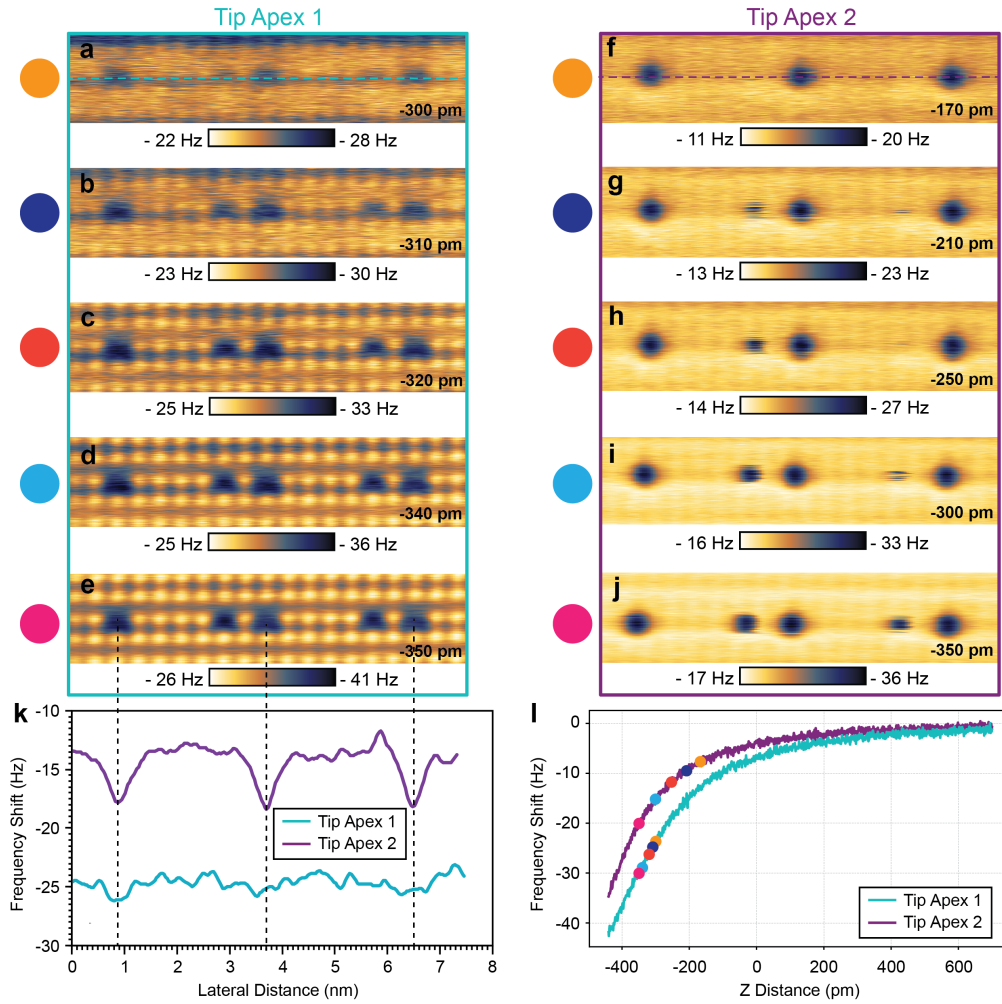 Tip Apex 1
a
-300 pm
- 22 Hz - 28 Hz
b
-310 pm
- 23 Hz - 30 Hz
c
-320 pm
- 25 Hz - 33 Hz
d
-340 pm
- 25 Hz - 36 Hz
e
-350 pm
- 26 Hz - 41 Hz
Tip Apex 2
f
-170 pm
- 11 Hz - 20 Hz
g
-210 pm
- 13 Hz - 23 Hz
h
-250 pm
- 14 Hz - 27 Hz
i
-300 pm
- 16 Hz - 33 Hz
j
-350 pm
- 17 Hz - 36 Hz
k
Frequency Shift (Hz)
-10
-15
-20
-25
-30
Tip Apex 1
Tip Apex 2
0 1 2 3 4 5 6 7 8
Lateral Distance (nm)
l
Frequency Shift (Hz)
0
-10
-20
-30
-40
Tip Apex 1
Tip Apex 2
-400 -200 0 200 400 600
Z Distance (pm)